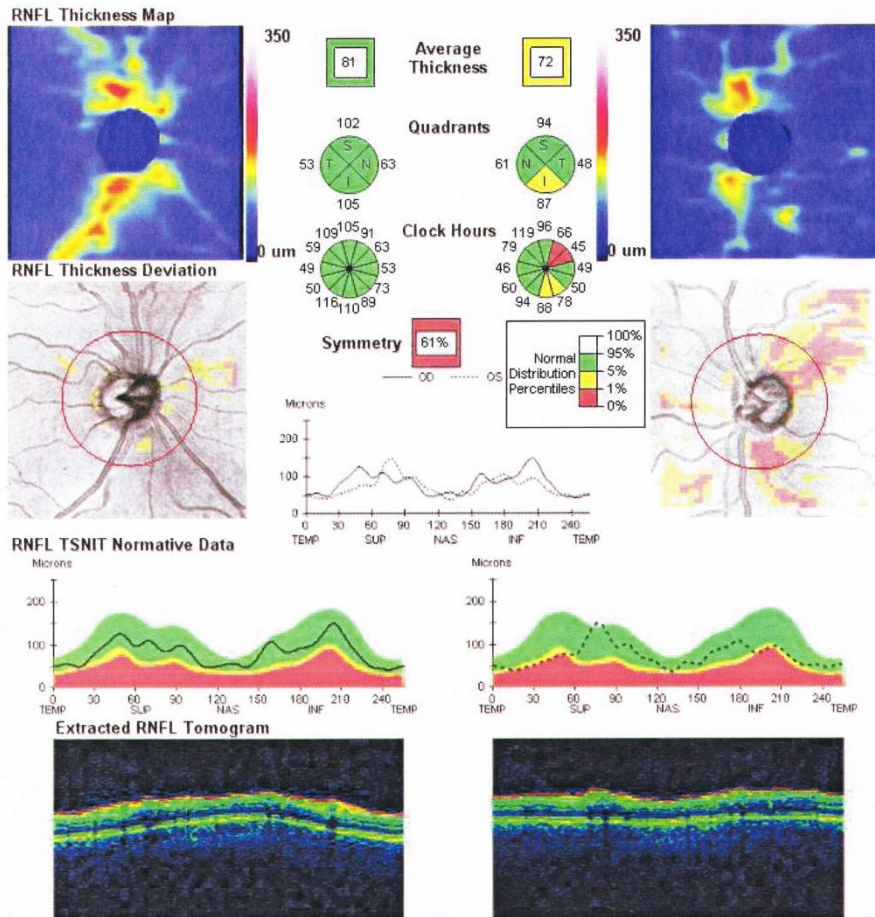 RNFL Thickness Map
350
0 um
Average
Thickness
81
72
350
0 um
Quadrants
102
S
53 T N 63
I
105
94
S
61 N T 48
I
87
Clock Hours
105
109 91
59 63
49 53
50 73
116 89
110
96
119 66
79 45
46 49
60 50
94 78
88
RNFL Thickness Deviation
Symmetry
61%
OD OS
Normal
Distribution
Percentiles
100%
95%
5%
1%
0%
Microns
200
100
0
0 30 60 90 120 150 180 210 240
TEMP SUP NAS INF TEMP
RNFL TSNIT Normative Data
Microns
200
100
0
0 30 60 90 120 150 180 210 240
TEMP SUP NAS INF TEMP
Microns
200
100
0
0 30 60 90 120 150 180 210 240
TEMP SUP NAS INF TEMP
Extracted RNFL Tomogram